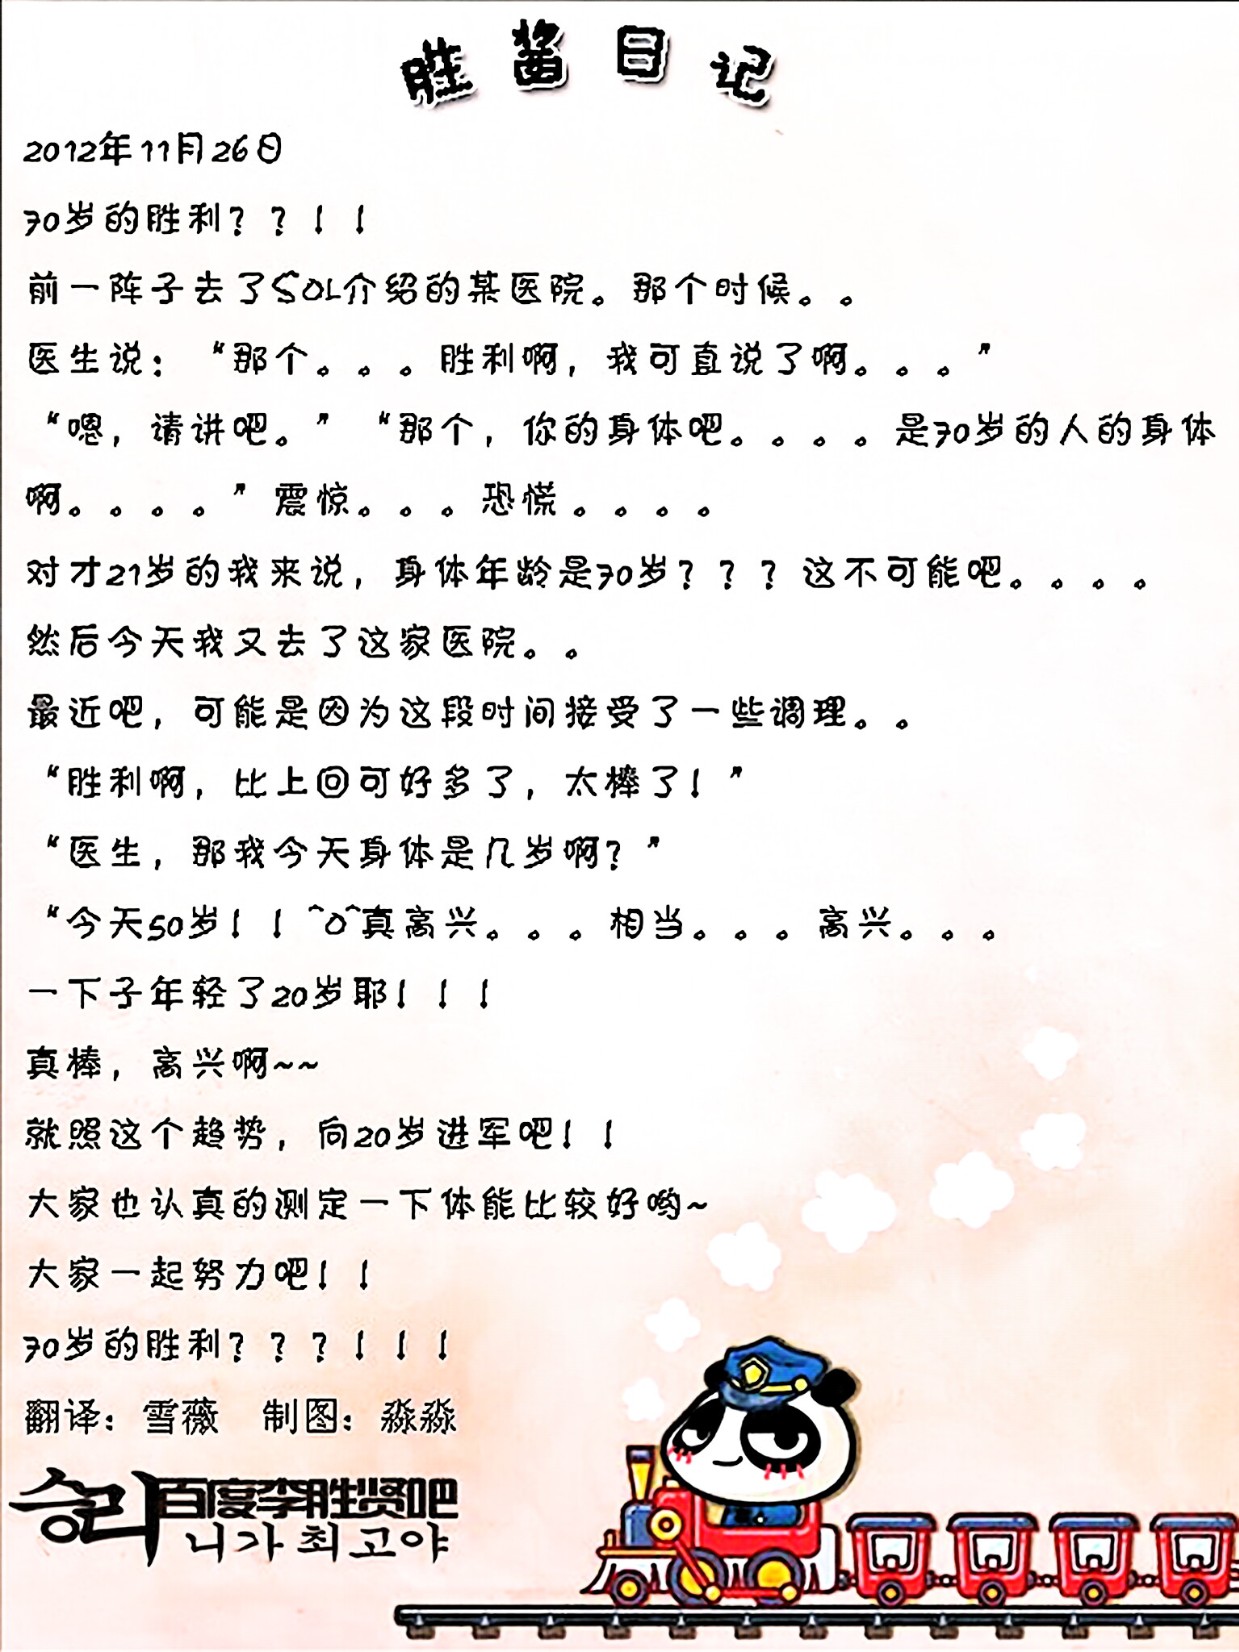 胜酱日记
2012年11月26日
70岁的胜利？？！！
前一阵子去了SOL介绍的某医院。那个时候。。
医生说：“那个。。。胜利啊，我可直说了啊。。。”
“嗯，请讲吧。”“那个，你的身体吧。。。。是70岁的人的身体
啊。。。。”震惊。。。恐慌。。。。
对才21岁的我来说，身体年龄是70岁？？？这不可能吧。。。。
然后今天我又去了这家医院。。
最近吧，可能是因为这段时间接受了一些调理。。
“胜利啊，比上回可好多了，太棒了！”
“医生，那我今天身体是几岁啊？”
“今天50岁！！^0^真高兴。。。相当。。。高兴。。。
一下子年轻了20岁耶！！！
真棒，高兴啊~~
就照这个趋势，向20岁进军吧！！
大家也认真的测定一下体能比较好哟~
大家一起努力吧！！
70岁的胜利？？？！！！
翻译：雪薇 制图：淼淼
승리百度李胜贤吧
니가 최고야